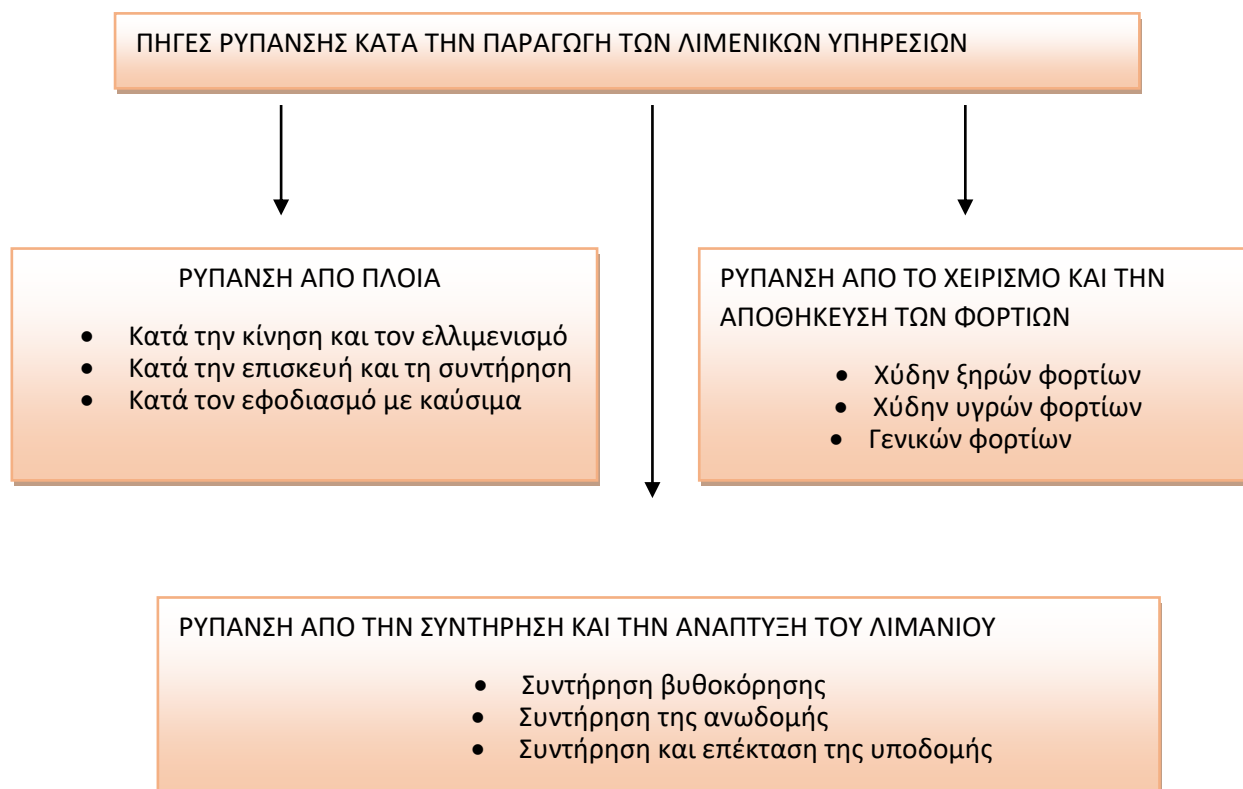 ΠΗΓΕΣ ΡΥΠΑΝΣΗΣ ΚΑΤΑ ΤΗΝ ΠΑΡΑΓΩΓΗ ΤΩΝ ΛΙΜΕΝΙΚΩΝ ΥΠΗΡΕΣΙΩΝ
ΡΥΠΑΝΣΗ ΑΠΟ ΠΛΟΙΑ
• Κατά την κίνηση και τον ελλιμενισμό
• Κατά την επισκευή και τη συντήρηση
• Κατά τον εφοδιασμό με καύσιμα
ΡΥΠΑΝΣΗ ΑΠΟ ΤΟ ΧΕΙΡΙΣΜΟ ΚΑΙ ΤΗΝ
ΑΠΟΘΗΚΕΥΣΗ ΤΩΝ ΦΟΡΤΙΩΝ
• Χύδην ξηρών φορτίων
• Χύδην υγρών φορτίων
• Γενικών φορτίων
ΡΥΠΑΝΣΗ ΑΠΟ ΤΗΝ ΣΥΝΤΗΡΗΣΗ ΚΑΙ ΤΗΝ ΑΝΑΠΤΥΞΗ ΤΟΥ ΛΙΜΑΝΙΟΥ
• Συντήρηση βυθοκόρησης
• Συντήρηση της ανωδομής
• Συντήρηση και επέκταση της υποδομής